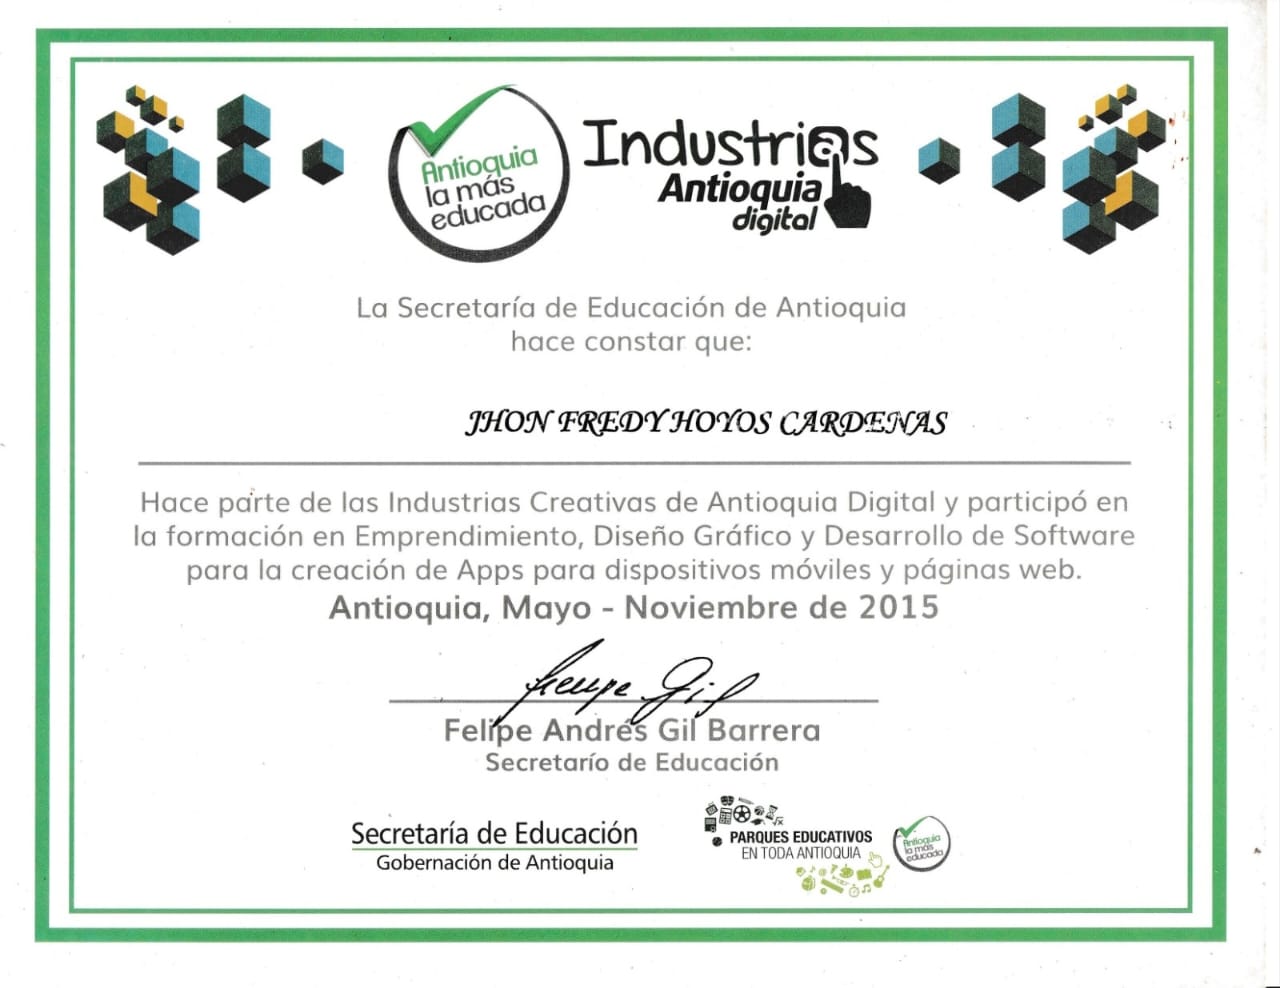 Antioquia
la más
educada
Industrias
Antioquia
digital
La Secretaría de Educación de Antioquia
hace constar que:
JHON FREDY HOYOS CARDENAS
Hace parte de las Industrias Creativas de Antioquia Digital y participó en
la formación en Emprendimiento, Diseño Gráfico y Desarrollo de Software
para la creación de Apps para dispositivos móviles y páginas web.
Antioquia, Mayo - Noviembre de 2015
Felipe Gil
Felipe Andrés Gil Barrera
Secretarío de Educación
Secretaría de Educación
Gobernación de Antioquia
PARQUES EDUCATIVOS
EN TODA ANTIOQUIA
Antioquia
la más
educada